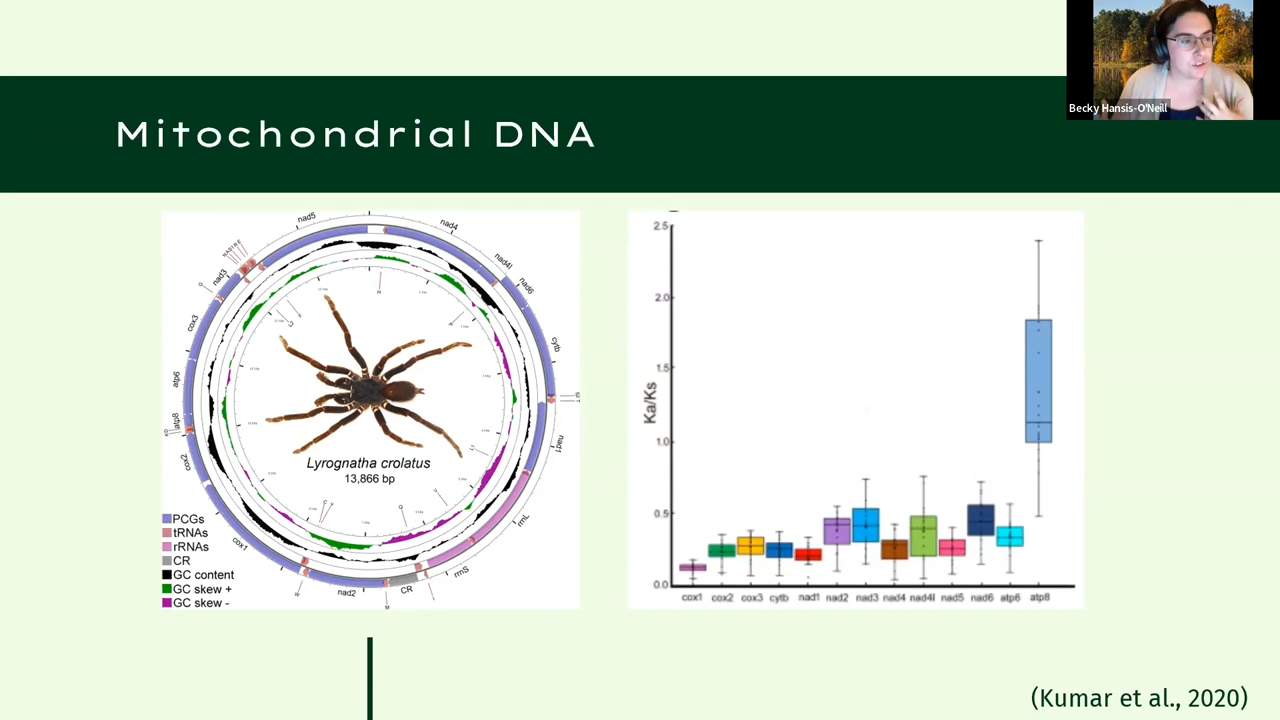 Becky Hansis-O'Neill
Mitochondrial DNA
nad5
nad4
nad4l
nad6
cytb
nad1
rrnL
rrnS
CR
nad2
cox1
cox2
atp8
atp6
cox3
nad3
Lyrognatha crolatus
13,866 bp
PCGs
tRNAs
rRNAs
CR
GC content
GC skew +
GC skew -
Ka/Ks
2.5
2.0
1.5
1.0
0.5
0.0
cox1 cox2 cox3 cytb nad1 nad2 nad3 nad4 nad4l nad5 nad6 atp6 atp8
(Kumar et al., 2020)